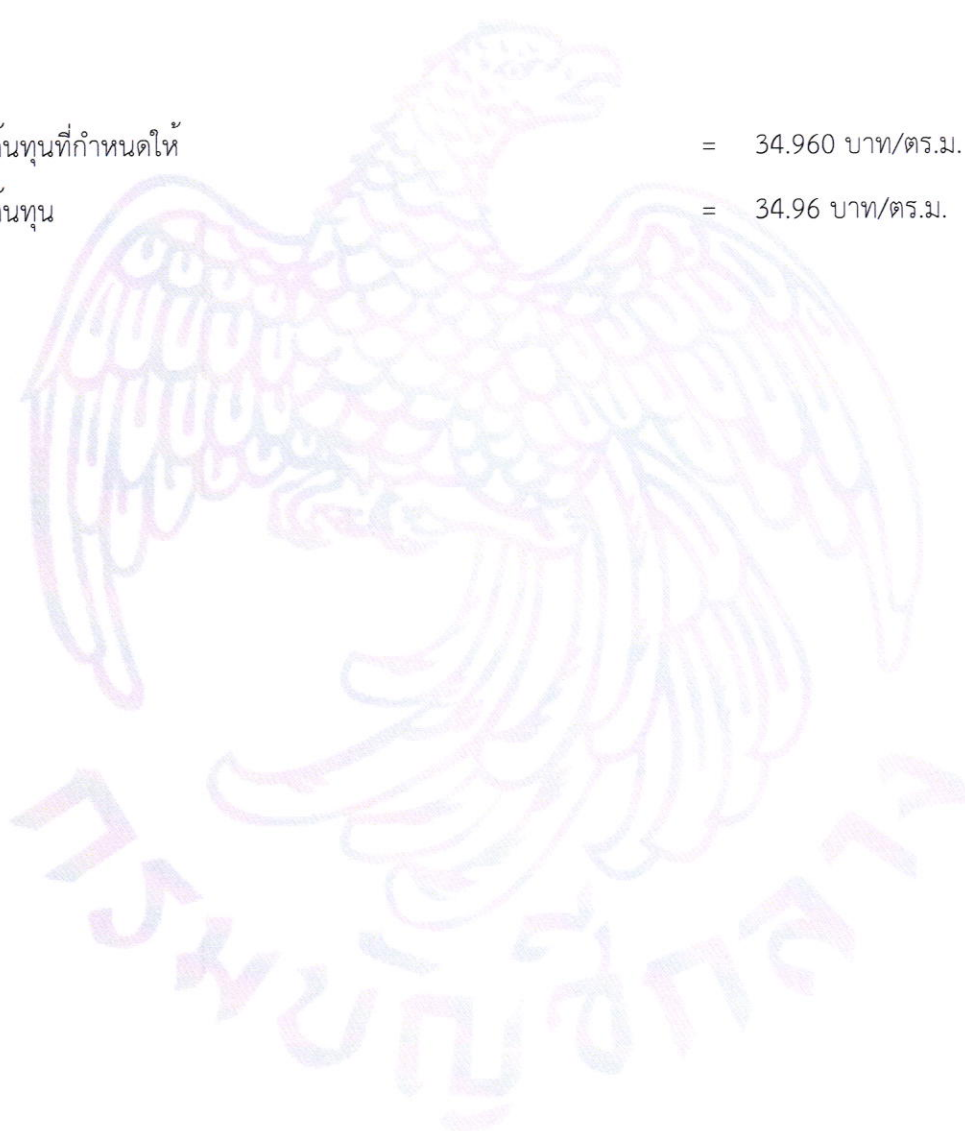 ้นทุนที่กำหนดให้ = 34.960 บาท/ตร.ม.
้นทุน = 34.96 บาท/ตร.ม.
กรมบัญชีกลาง